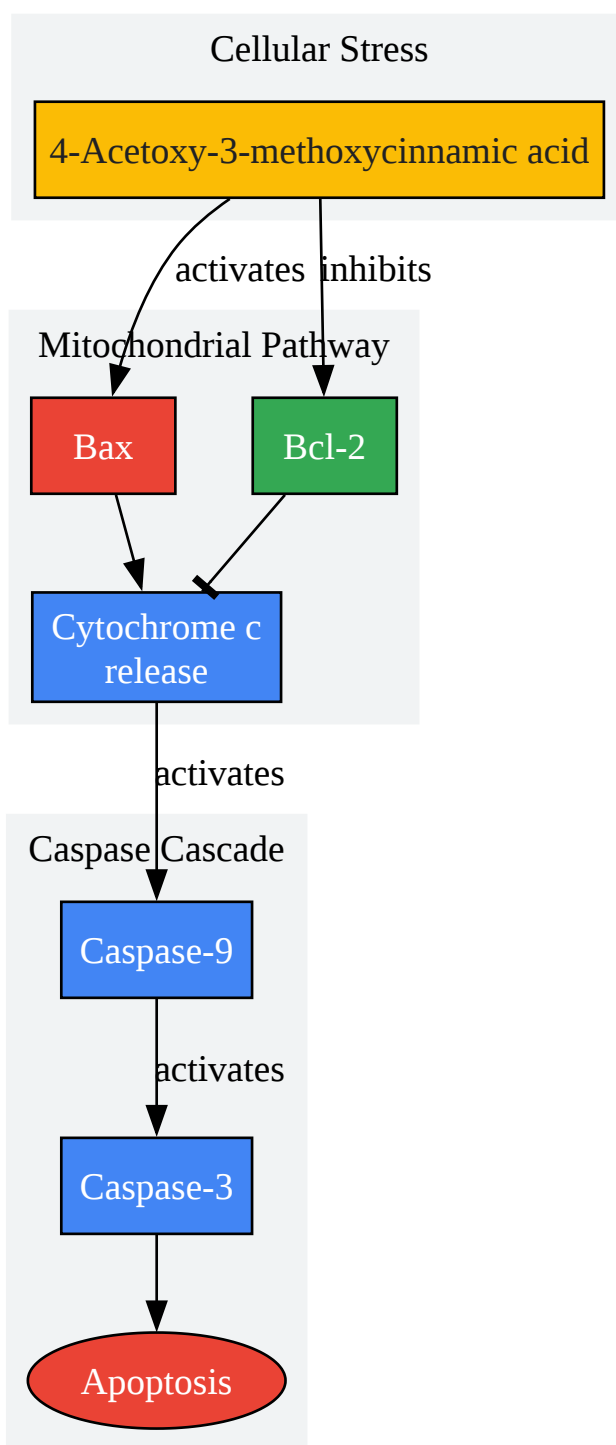 Cellular Stress
4-Acetoxy-3-methoxycinnamic acid
activates
inhibits
Mitochondrial Pathway
Bax
Bcl-2
Cytochrome c
release
activates
Caspase Cascade
Caspase-9
activates
Caspase-3
Apoptosis